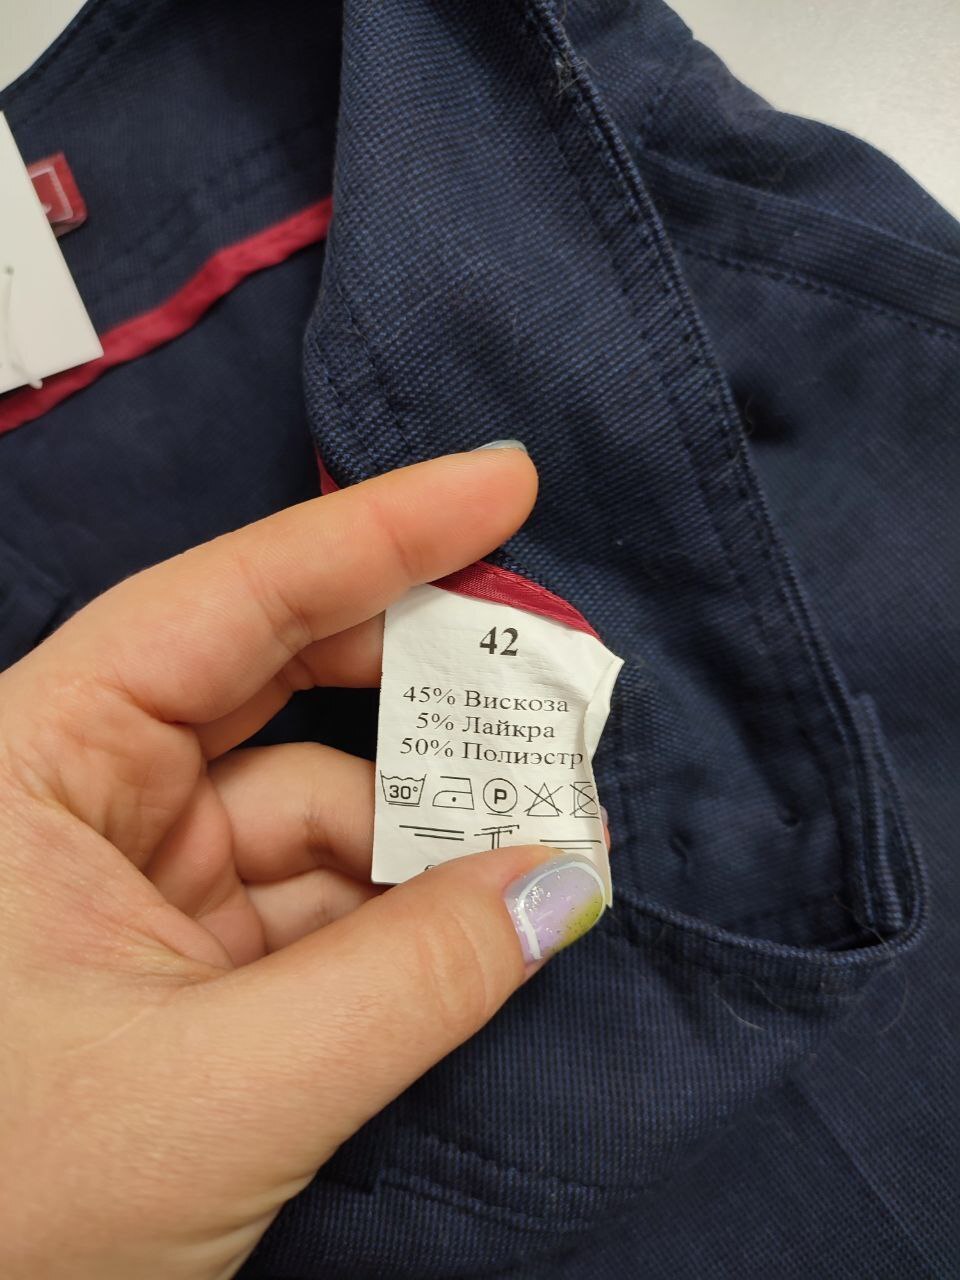 42
45% Вискоза
5% Лайкра
50% Полиэстр
30° P